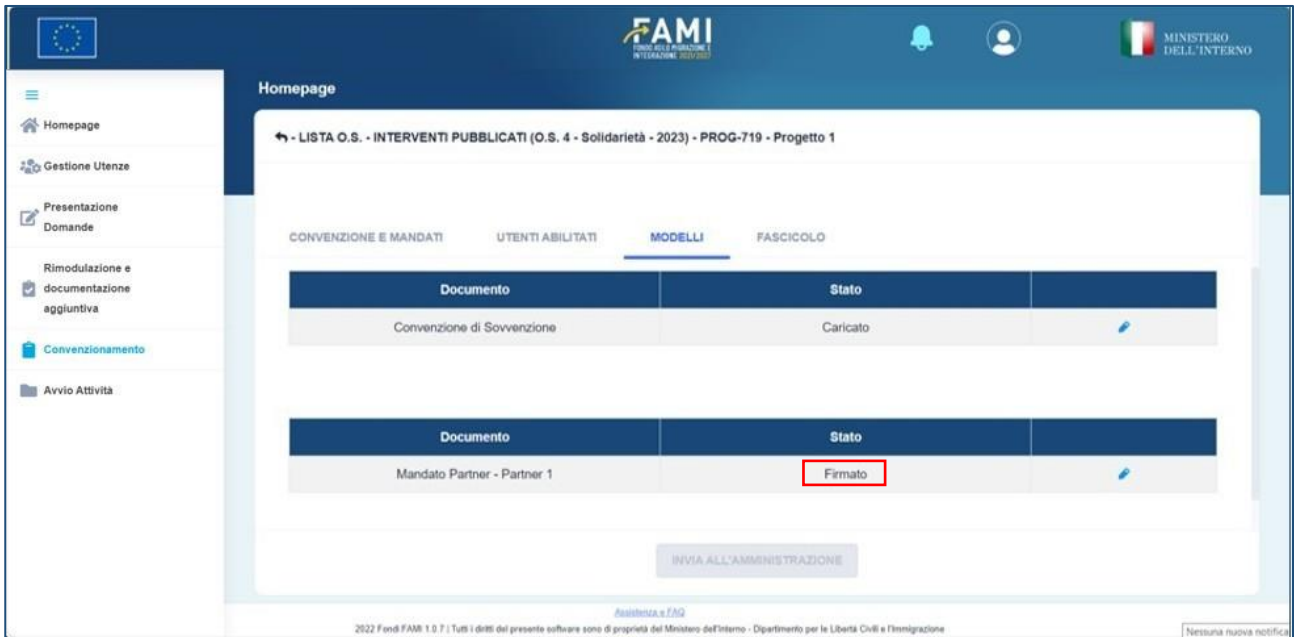 FAMI
FONDO ASILO MIGRAZIONE E
INTEGRAZIONE 2021/2027
MINISTERO
DELL'INTERNO
Homepage
Homepage
Gestione Utenze
Presentazione
Domande
Rimodulazione e
documentazione
aggiuntiva
Convenzionamento
Avvio Attività
- LISTA O.S. - INTERVENTI PUBBLICATI (O.S. 4 - Solidarietà - 2023) - PROG-719 - Progetto 1
CONVENZIONE E MANDATI UTENTI ABILITATI MODELLI FASCICOLO
Documento Stato
Convenzione di Sovvenzione Caricato
Documento Stato
Mandato Partner - Partner 1 Firmato
INVIA ALL'AMMINISTRAZIONE
Assistenza e FAQ
2022 Fondi FAMI 1.0.7 | Tutti i diritti del presente software sono di proprietà del Ministero dell'Interno - Dipartimento per le Libertà Civili e l'Immigrazione
Nessuna nuova notifica